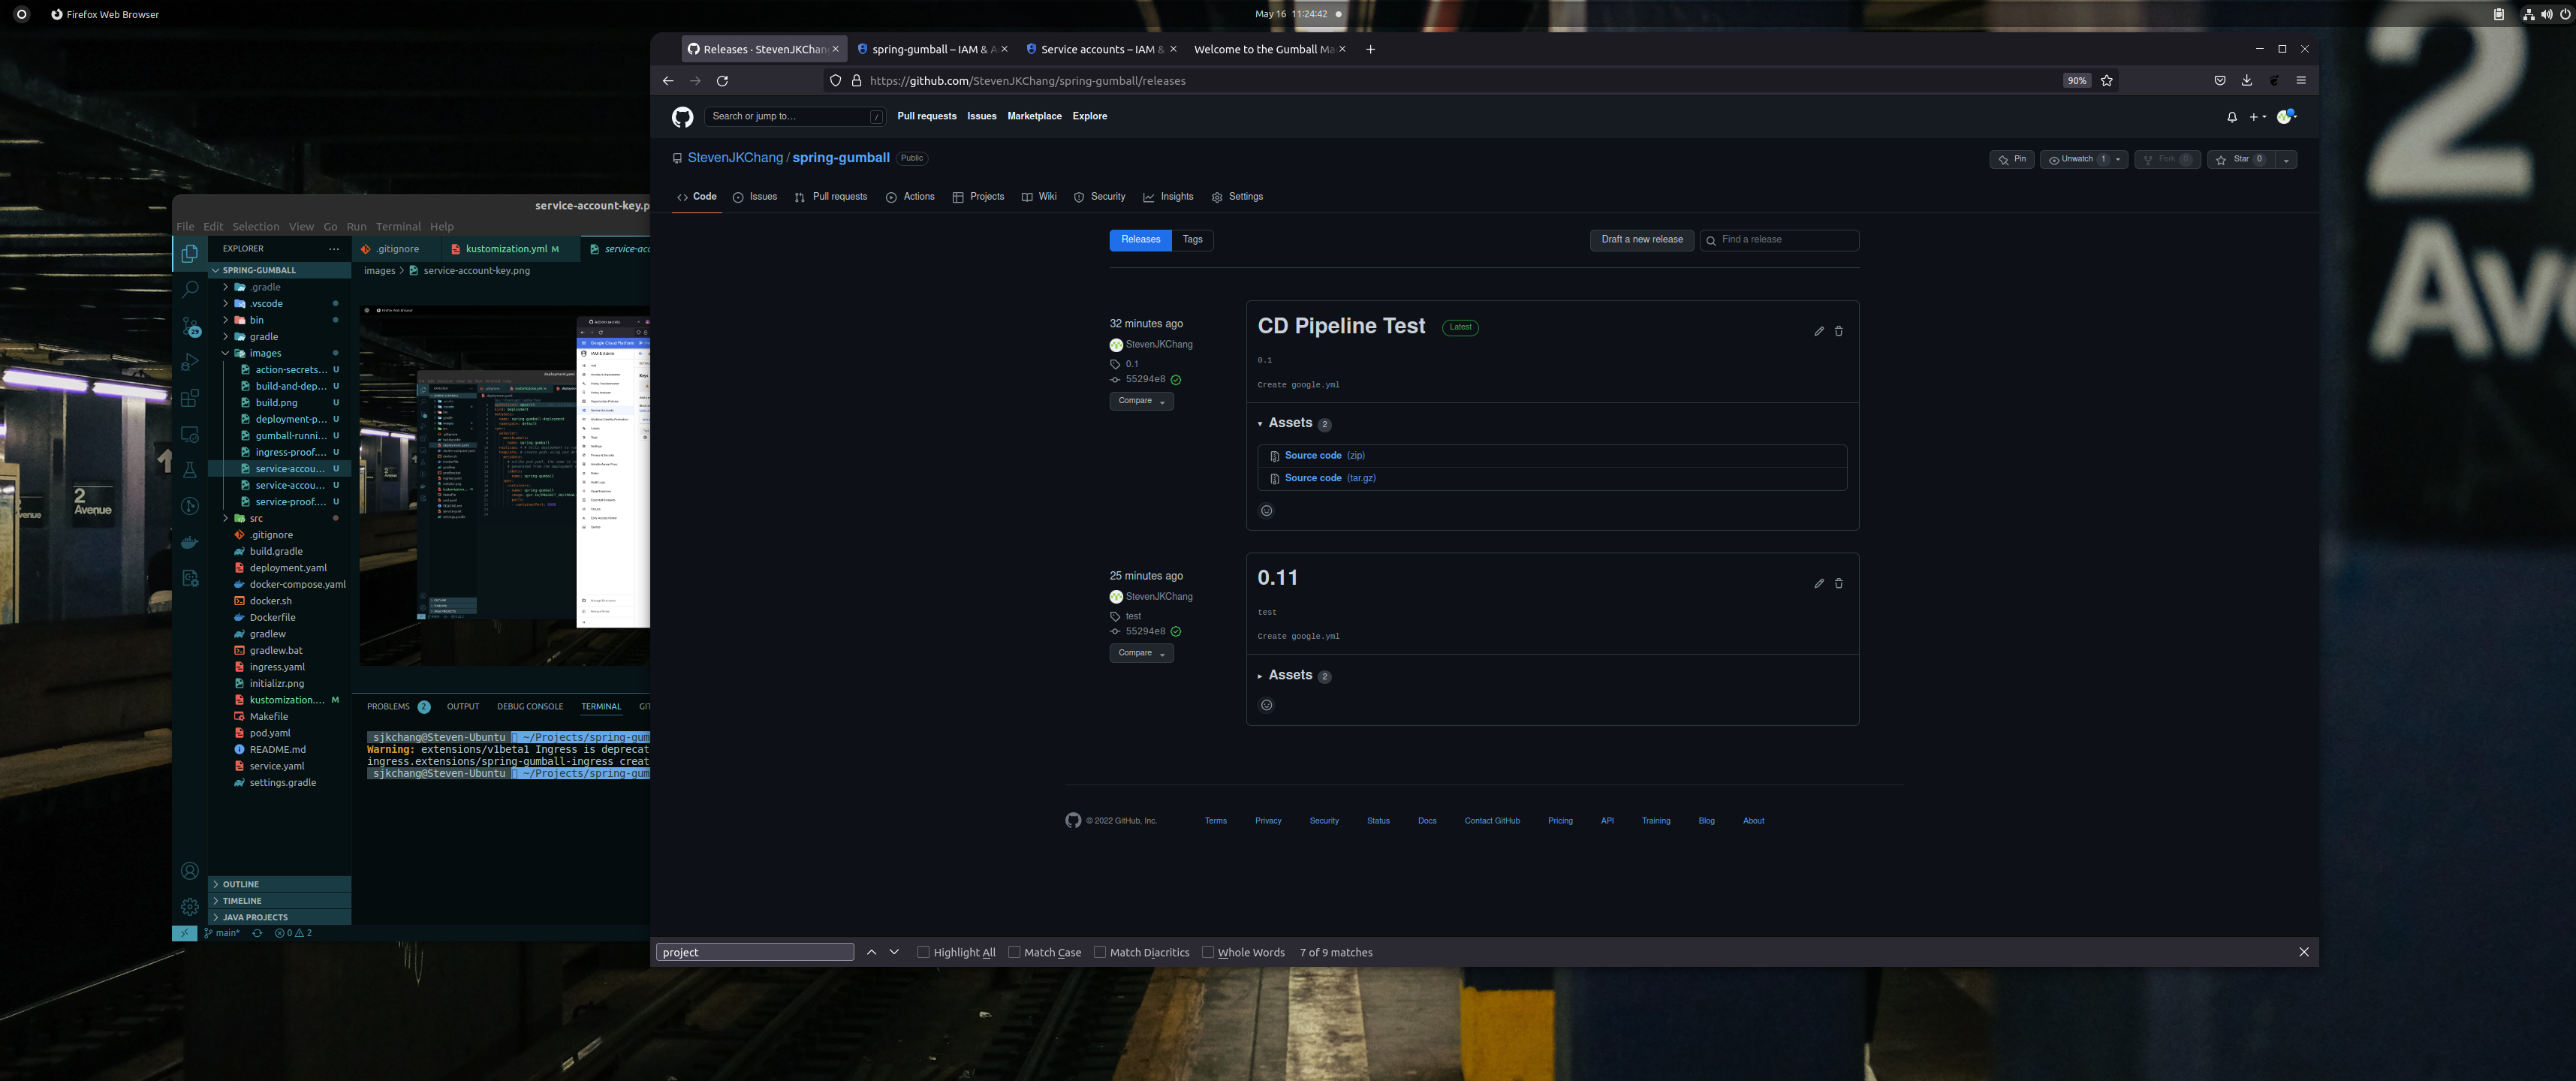 Firefox Web Browser
May 16 11:24:42
2
Ave
2
Avenue
enue
service-account-key.p
File Edit Selection View Go Run Terminal Help
EXPLORER
.gitignore
kustomization.yml M
service-acc
images > service-account-key.png
SPRING-GUMBALL
.gradle
.vscode
bin
gradle
images
action-secrets... U
build-and-dep... U
build.png U
deployment-p... U
gumball-runni... U
ingress-proof.... U
service-accou... U
service-accou... U
service-proof.... U
src
.gitignore
build.gradle
deployment.yaml
docker-compose.yaml
docker.sh
Dockerfile
gradlew
gradlew.bat
ingress.yaml
initializr.png
kustomization.... M
Makefile
pod.yaml
README.md
service.yaml
settings.gradle
OUTLINE
TIMELINE
JAVA PROJECTS
29
main* 0 2
PROBLEMS 2 OUTPUT DEBUG CONSOLE TERMINAL GIT
sjkchang@Steven-Ubuntu ~/Projects/spring-gum
Warning: extensions/v1beta1 Ingress is deprecat
ingress.extensions/spring-gumball-ingress creat
sjkchang@Steven-Ubuntu ~/Projects/spring-gum
Releases · StevenJKChan
spring-gumball – IAM & A
Service accounts – IAM &
Welcome to the Gumball Ma
https://github.com/StevenJKChang/spring-gumball/releases
90%
Search or jump to... /
Pull requests Issues Marketplace Explore
StevenJKChang / spring-gumball Public
Pin Unwatch 1 Fork 0 Star 0
Code Issues Pull requests Actions Projects Wiki Security Insights Settings
Releases Tags
Draft a new release Find a release
32 minutes ago
StevenJKChang
0.1
55294e8
Compare
CD Pipeline Test Latest
0.1
Create google.yml
Assets 2
Source code (zip)
Source code (tar.gz)
25 minutes ago
StevenJKChang
test
55294e8
Compare
0.11
test
Create google.yml
Assets 2
© 2022 GitHub, Inc. Terms Privacy Security Status Docs Contact GitHub Pricing API Training Blog About
project Highlight All Match Case Match Diacritics Whole Words 7 of 9 matches